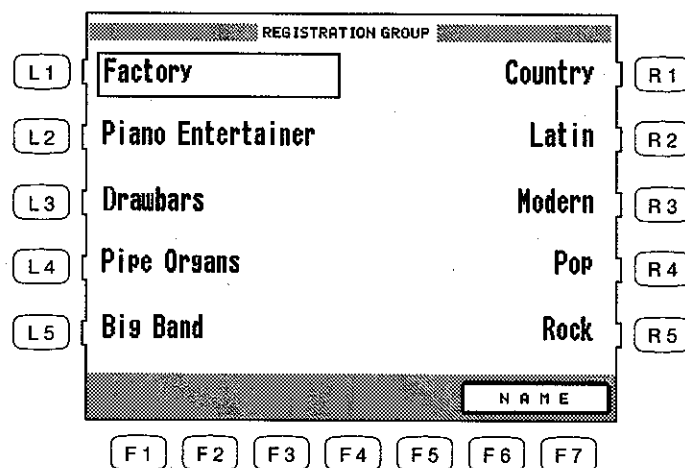 REGISTRATION GROUP
L1 Factory Country R1
L2 Piano Entertainer Latin R2
L3 Drawbars Modern R3
L4 Pipe Organs Pop R4
L5 Big Band Rock R5
NAME
F1 F2 F3 F4 F5 F6 F7